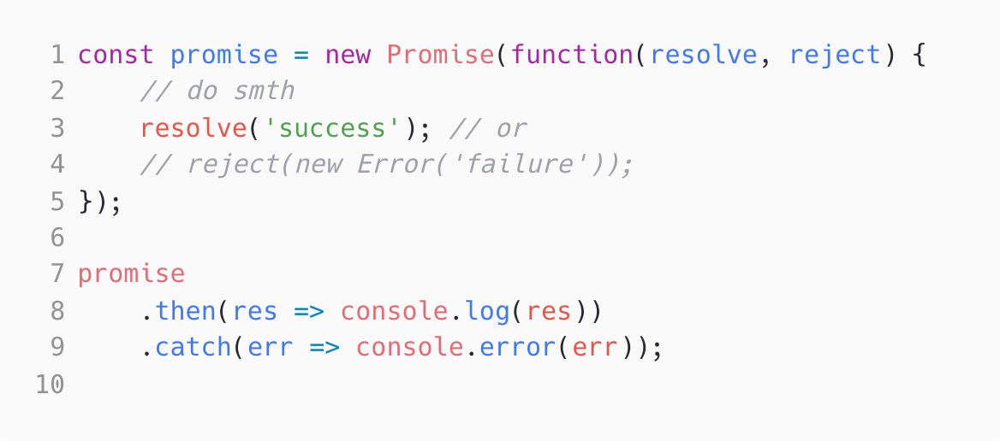 1 const promise = new Promise(function(resolve, reject) {
2     // do smth
3     resolve('success'); // or
4     // reject(new Error('failure'));
5 });
6
7 promise
8     .then(res => console.log(res))
9     .catch(err => console.error(err));
10